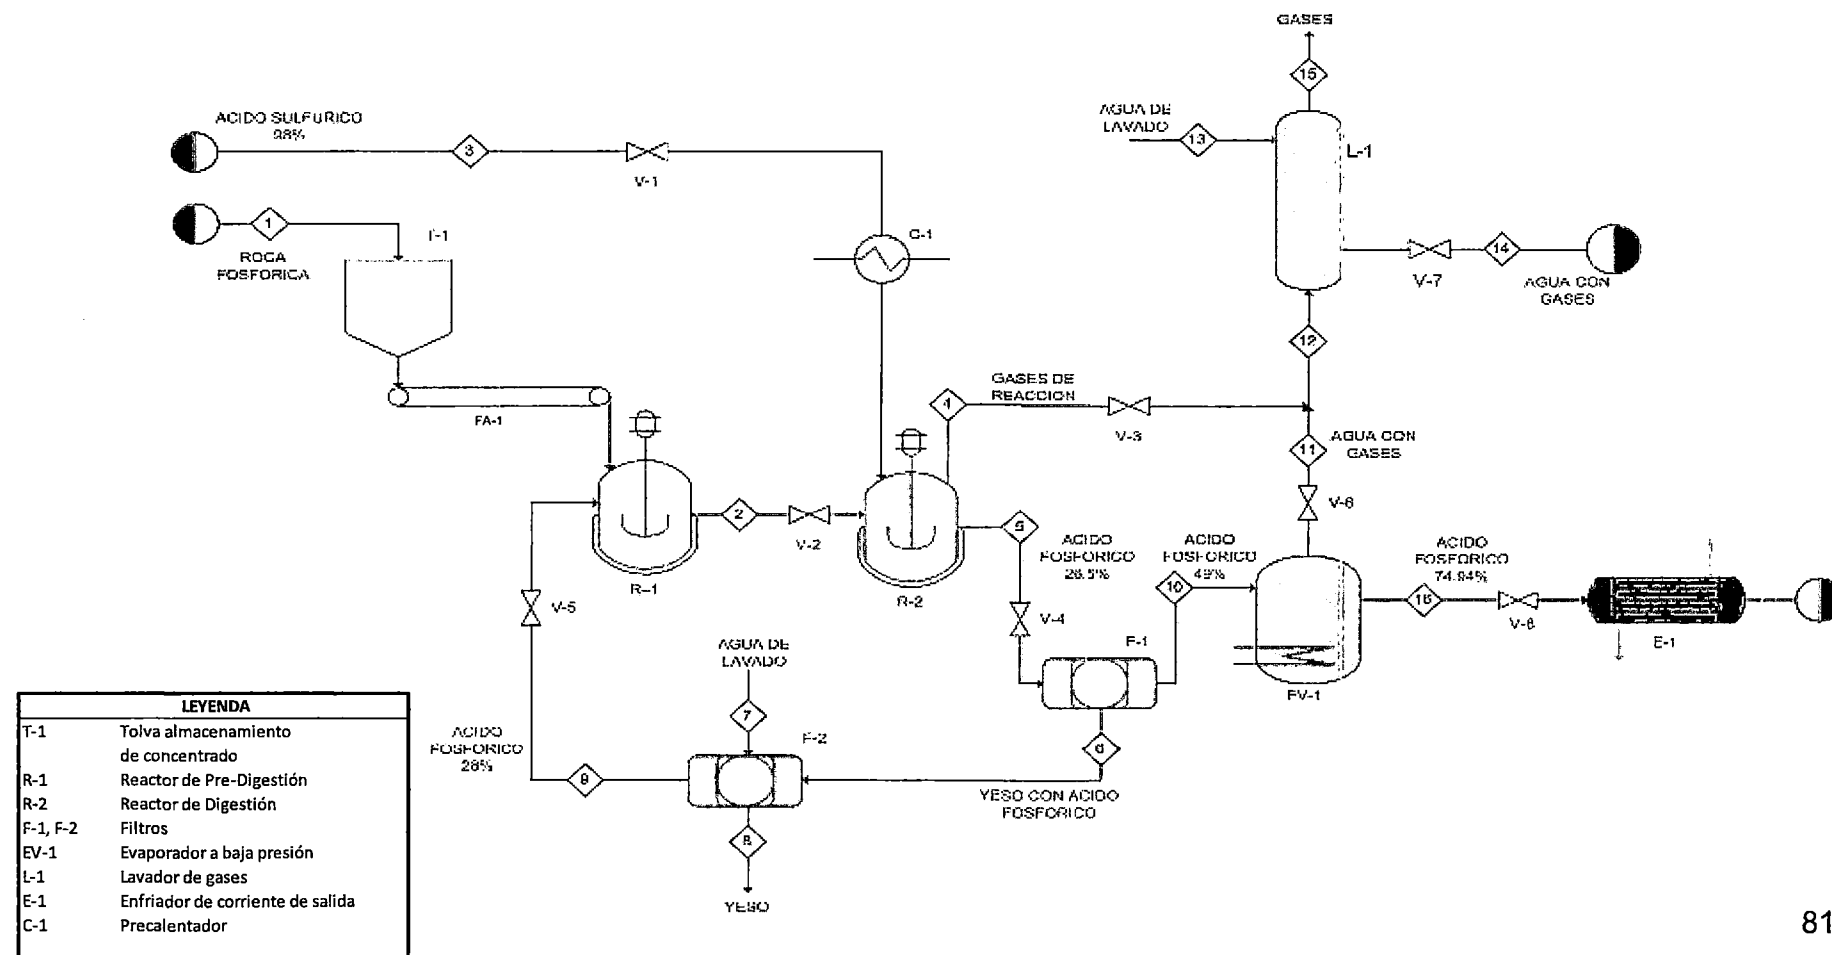 GASES
15
ACIDO SULFURICO
98%
3
V-1
AGUA DE
LAVADO
13
L-1
1
ROCA
FOSFORICA
T-1
C-1
V-7
14
AGUA CON
GASES
12
FA-1
4
GASES DE
REACCION
V-3
11
AGUA CON
GASES
V-6
R-1
2
V-2
R-2
5
ACIDO
FOSFORICO
26.5%
V-4
ACIDO
FOSFORICO
49%
10
EV-1
ACIDO
FOSFORICO
74.94%
16
V-8
E-1
V-5
F-1
6
AGUA DE
LAVADO
7
F-2
ACIDO
FOSFORICO
28%
9
YESO CON ACIDO
FOSFORICO
8
YESO
LEYENDA
T-1 Tolva almacenamiento
de concentrado
R-1 Reactor de Pre-Digestión
R-2 Reactor de Digestión
F-1, F-2 Filtros
EV-1 Evaporador a baja presión
L-1 Lavador de gases
E-1 Enfriador de corriente de salida
C-1 Precalentador
81